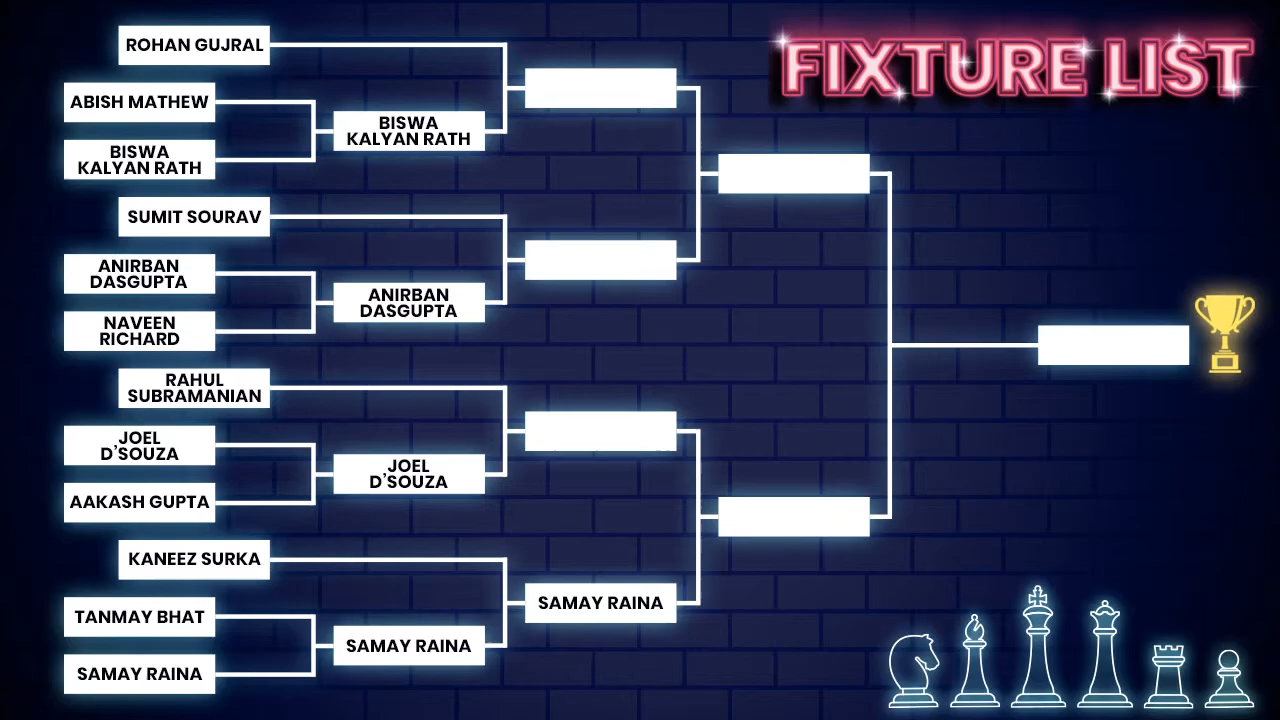 FIXTURE LIST
ROHAN GUJRAL
ABISH MATHEW
BISWA
KALYAN RATH
BISWA
KALYAN RATH
SUMIT SOURAV
ANIRBAN
DASGUPTA
NAVEEN
RICHARD
ANIRBAN
DASGUPTA
RAHUL
SUBRAMANIAN
JOEL
D'SOUZA
AAKASH GUPTA
JOEL
D'SOUZA
KANEEZ SURKA
TANMAY BHAT
SAMAY RAINA
SAMAY RAINA
SAMAY RAINA